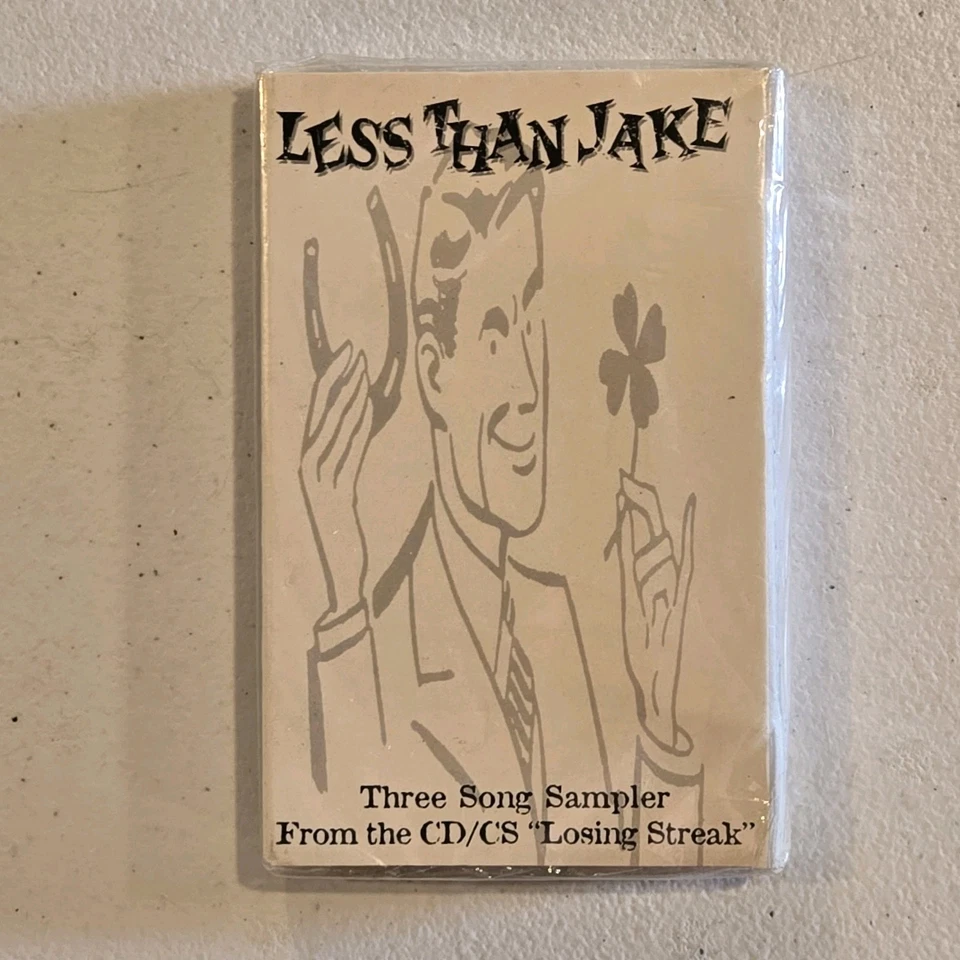 LESS THAN JAKE
Three Song Sampler
From the CD/CS “Losing Streak”